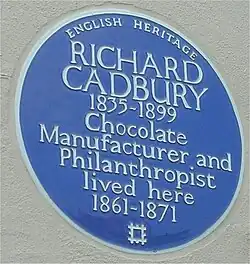 ENGLISH HERITAGE
RICHARD
CADBURY
1835-1899
Chocolate
Manufacturer and
Philanthropist
lived here
1861-1871